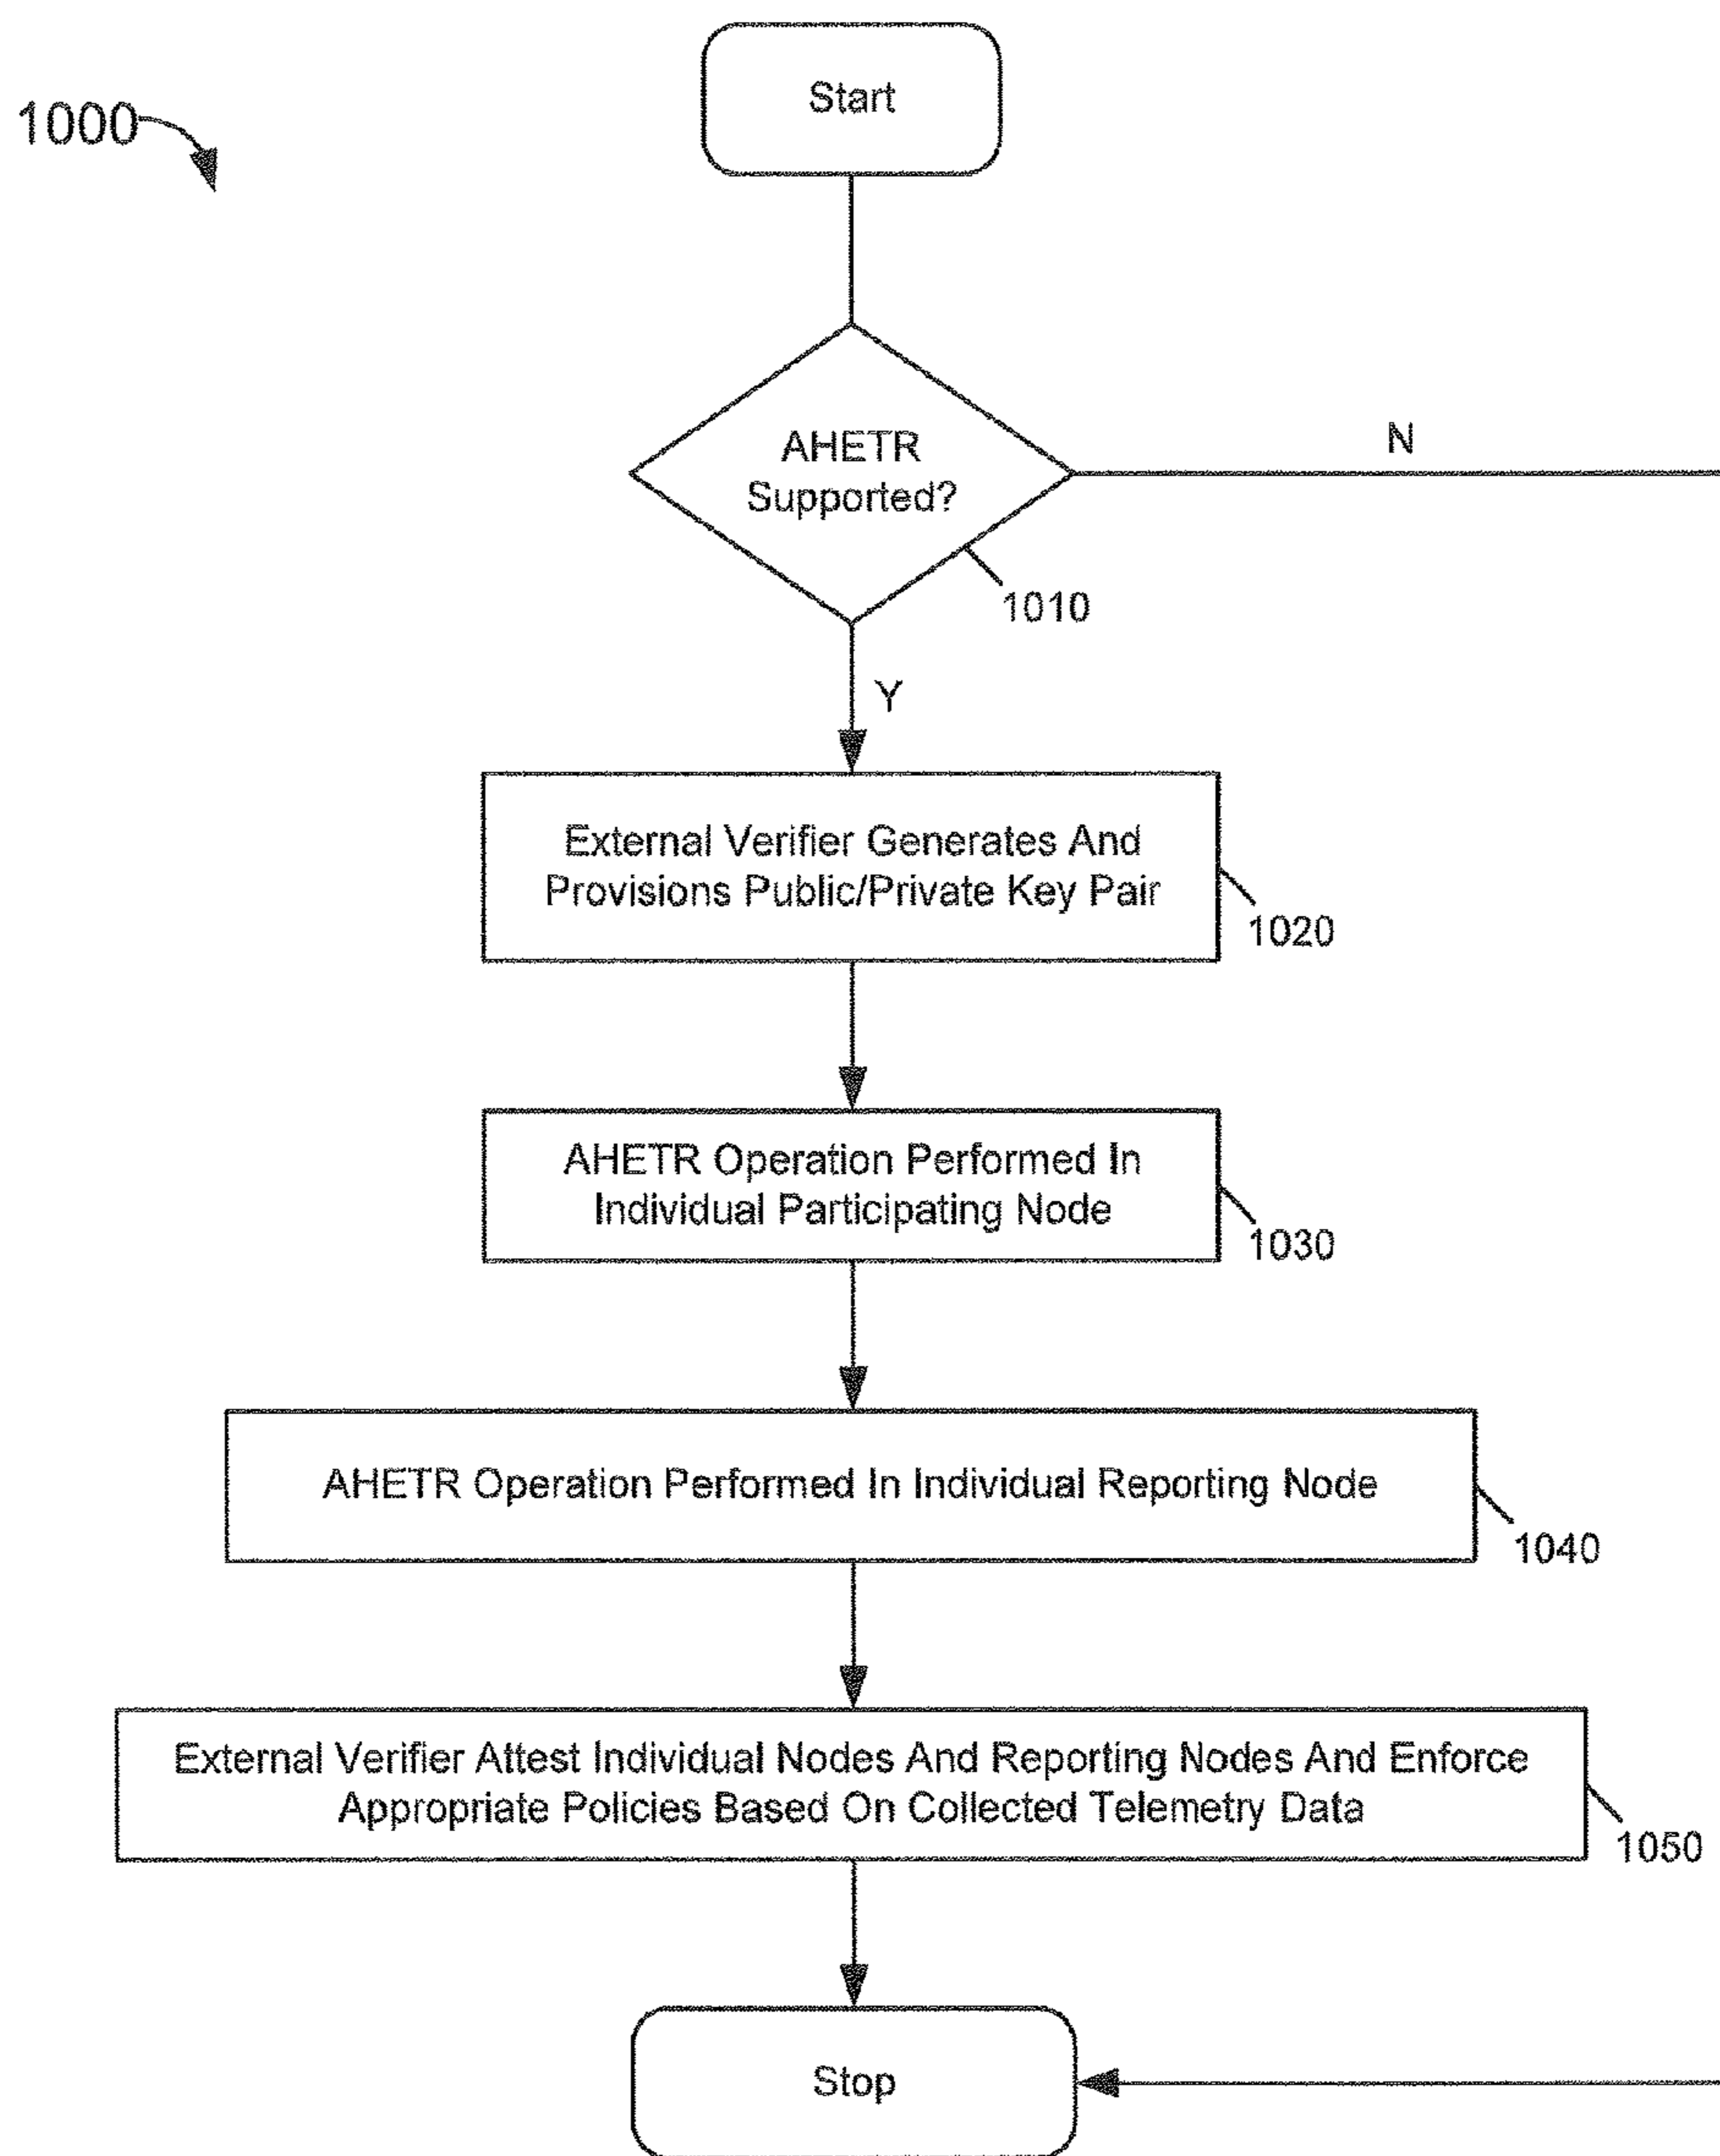 1000
Start
AHETR
Supported?
N
1010
Y
External Verifier Generates And
Provisions Public/Private Key Pair
1020
AHETR Operation Performed In
Individual Participating Node
1030
AHETR Operation Performed In Individual Reporting Node
1040
External Verifier Attest Individual Nodes And Reporting Nodes And Enforce
Appropriate Policies Based On Collected Telemetry Data
1050
Stop